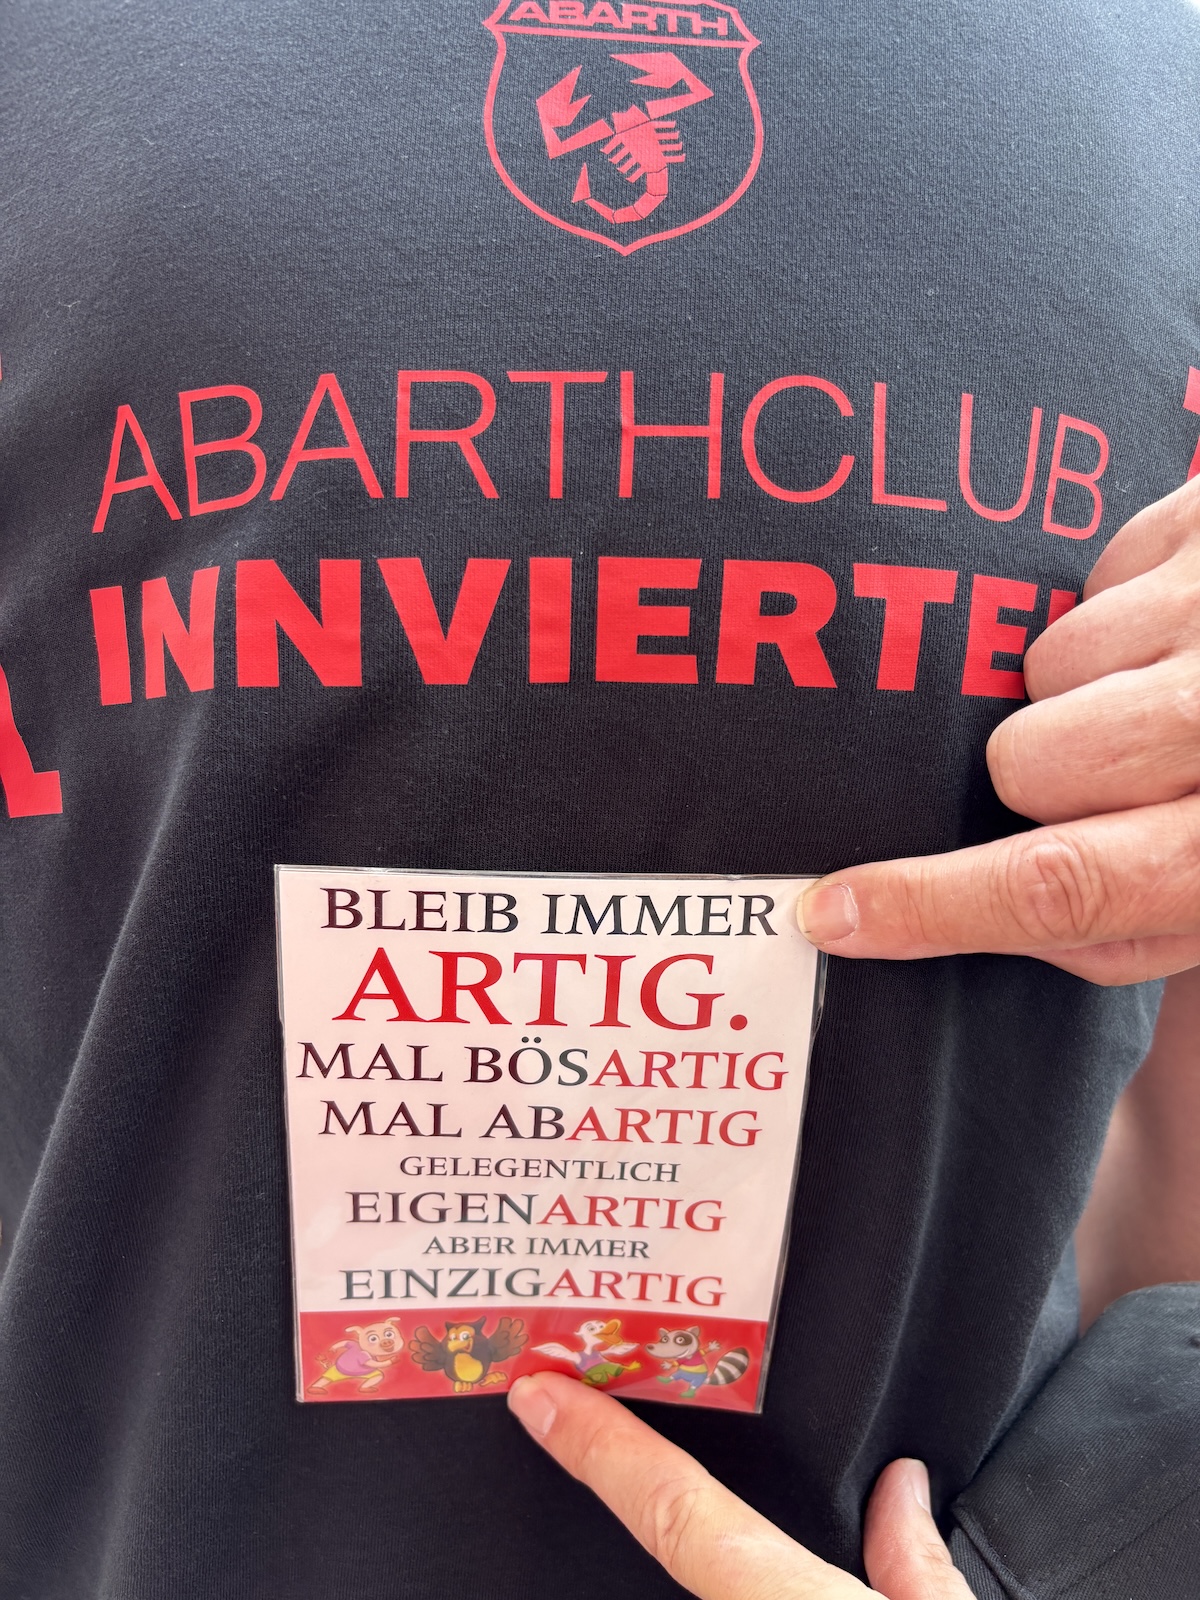 ABARTH
ABARTHCLUB
INNVIERTE
BLEIB IMMER
ARTIG.
MAL BÖSARTIG
MAL ABARTIG
GELEGENTLICH
EIGENARTIG
ABER IMMER
EINZIGARTIG